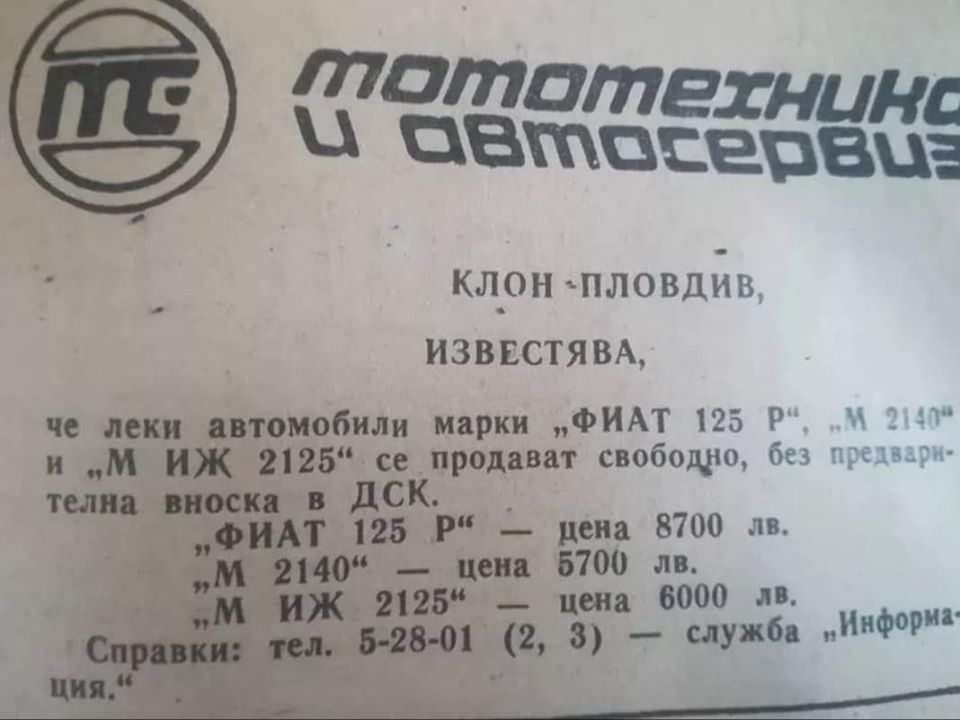 МС
мототехника
и автосервиз
КЛОН - ПЛОВДИВ,
ИЗВЕСТЯВА,
че леки автомобили марки „ФИАТ 125 Р“, „М 2140“
и „М ИЖ 2125“ се продават свободно, без предвари-
телна вноска в ДСК.
„ФИАТ 125 Р“ — цена 8700 лв.
„М 2140“ — цена 5700 лв.
„М ИЖ 2125“ — цена 6000 лв.
Справки: тел. 5-28-01 (2, 3) — служба „Информа-
ция.“